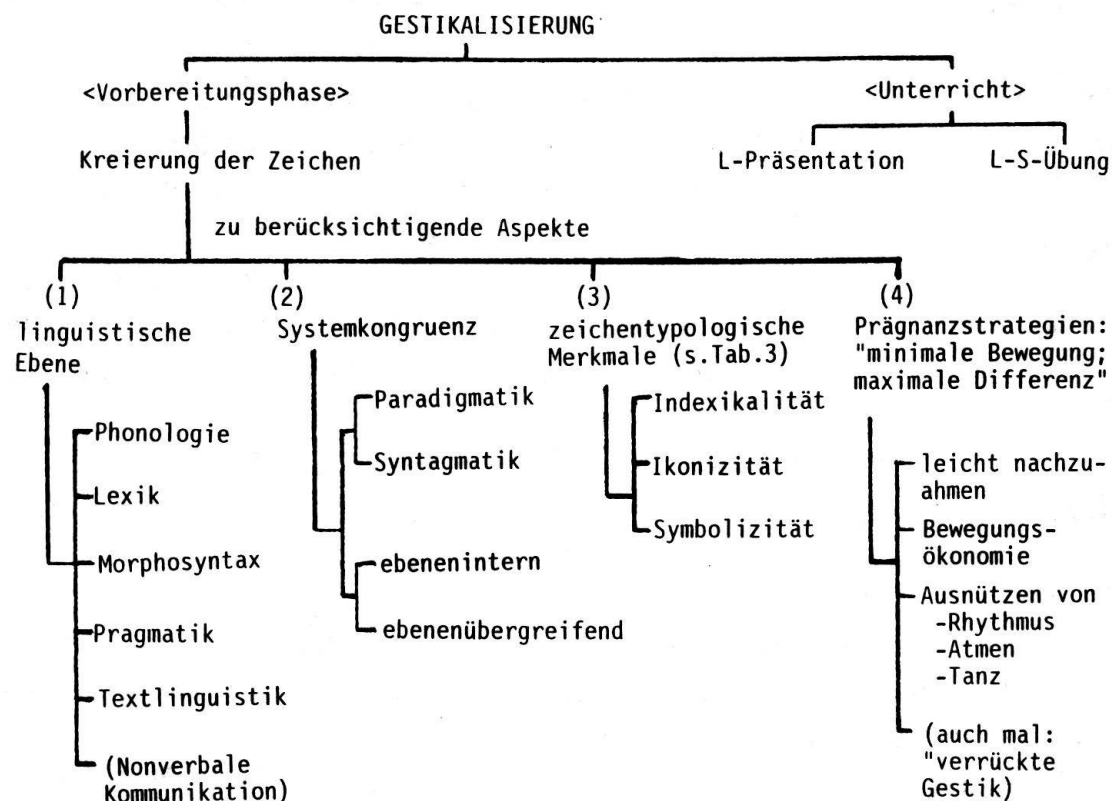 GESTIKALISIERUNG
<Vorbereitungsphase>
<Unterricht>
Kreierung der Zeichen
L-Präsentation
L-S-Übung
zu berücksichtigende Aspekte
(1)
linguistische
Ebene
Phonologie
Lexik
Morphosyntax
Pragmatik
Textlinguistik
(Nonverbale
Kommunikation)
(2)
Systemkongruenz
Paradigmatik
Syntagmatik
ebenenintern
ebenenübergreifend
(3)
zeichentypologische
Merkmale (s.Tab.3)
Indexikalität
Ikonizität
Symbolizität
(4)
Prägnanzstrategien:
"minimale Bewegung;
maximale Differenz"
leicht nachzu-
ahmen
Bewegungs-
ökonomie
Ausnützen von
-Rhythmus
-Atmen
-Tanz
(auch mal:
"verrückte
Gestik)